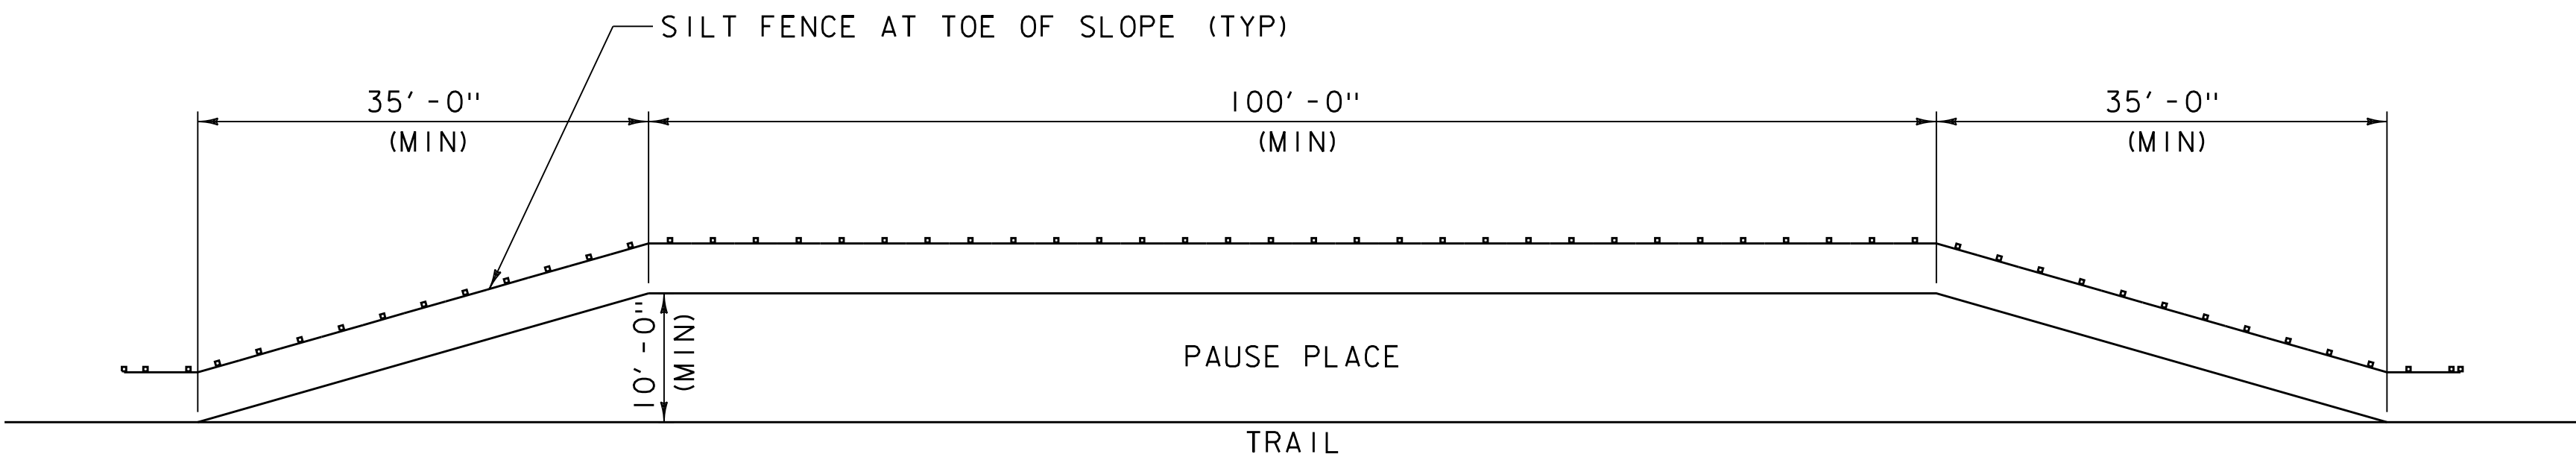 SILT FENCE AT TOE OF SLOPE (TYP)
35'-0"
(MIN)
100'-0"
(MIN)
35'-0"
(MIN)
10'-0"
(MIN)
PAUSE PLACE
TRAIL